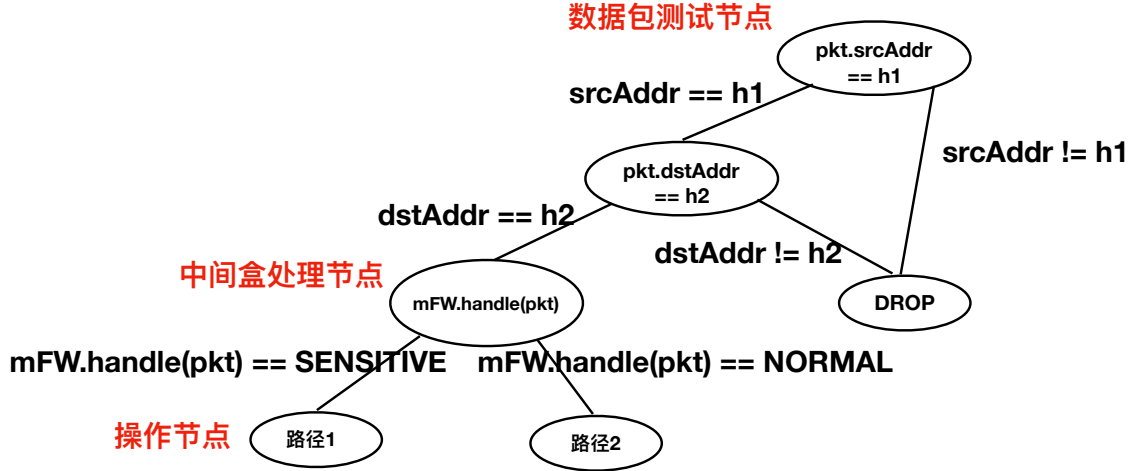 数据包测试节点
pkt.srcAddr
== h1
srcAddr == h1
srcAddr != h1
pkt.dstAddr
== h2
dstAddr == h2
dstAddr != h2
中间盒处理节点
mFW.handle(pkt)
DROP
mFW.handle(pkt) == SENSITIVE
mFW.handle(pkt) == NORMAL
操作节点
路径1
路径2